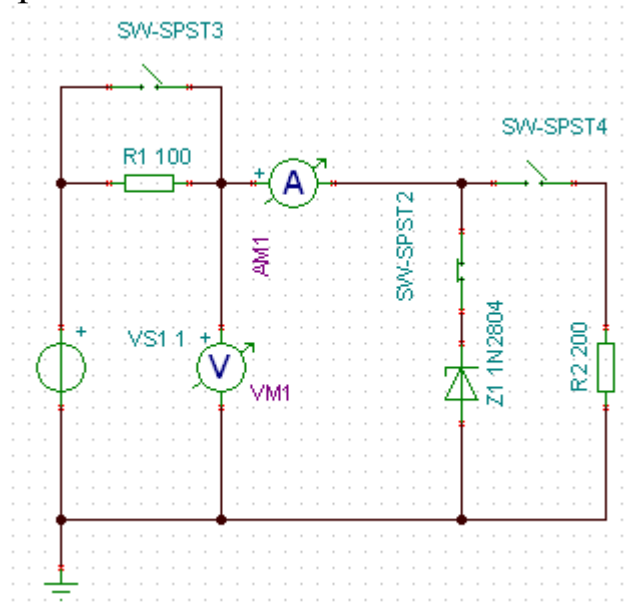 SW-SPST3
SW-SPST4
R1 100
+
A
SW-SPST2
AM1
+
VS1 1
+
V
VM1
Z1 1N2804
R2 200